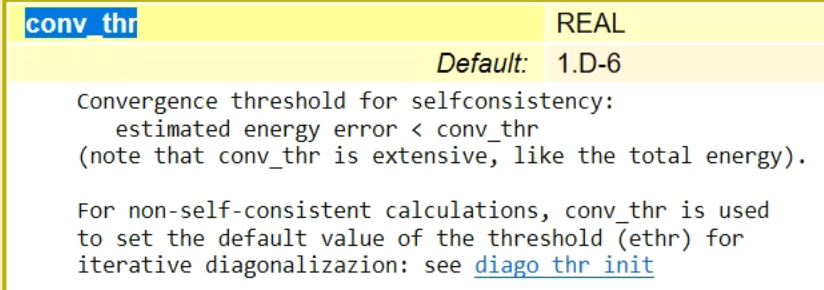 conv_thr REAL
Default: 1.D-6
Convergence threshold for selfconsistency:
estimated energy error < conv_thr
(note that conv_thr is extensive, like the total energy).
For non-self-consistent calculations, conv_thr is used
to set the default value of the threshold (ethr) for
iterative diagonalizazion: see diago_thr_init